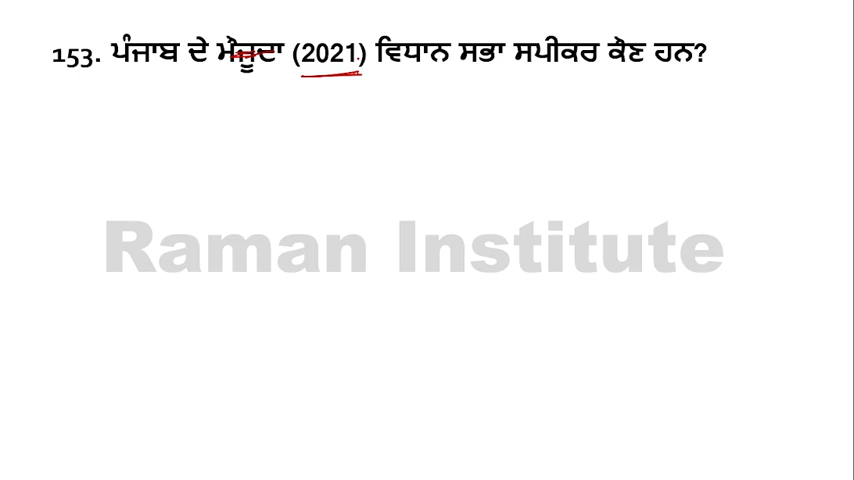 153. ਪੰਜਾਬ ਦੇ ਮੌਜੂਦਾ (2021) ਵਿਧਾਨ ਸਭਾ ਸਪੀਕਰ ਕੌਣ ਹਨ?
Raman Institute